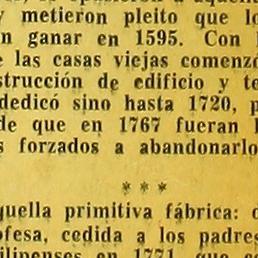 y metieron pleito que lo
n ganar en 1595. Con l
e las casas viejas comenzó
strucción de edificio y te
dedicó sino hasta 1720, p
de que en 1767 fueran l
s forzados a abandonarlo
* * *
quella primitiva fábrica: d
ofesa, cedida a los padres